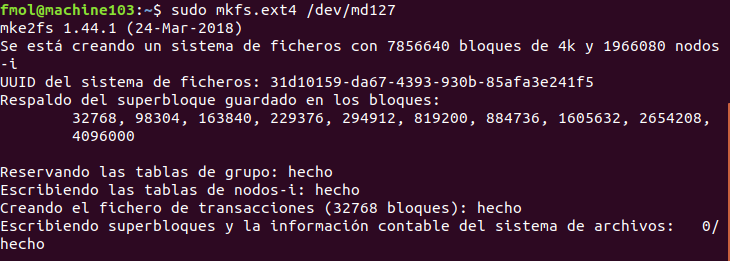 fmol@machine103:~$ sudo mkfs.ext4 /dev/md127
mke2fs 1.44.1 (24-Mar-2018)
Se está creando un sistema de ficheros con 7856640 bloques de 4k y 1966080 nodos
-i
UUID del sistema de ficheros: 31d10159-da67-4393-930b-85afa3e241f5
Respaldo del superbloque guardado en los bloques:
32768, 98304, 163840, 229376, 294912, 819200, 884736, 1605632, 2654208,
4096000
Reservando las tablas de grupo: hecho
Escribiendo las tablas de nodos-i: hecho
Creando el fichero de transacciones (32768 bloques): hecho
Escribiendo superbloques y la información contable del sistema de archivos:   0/
hecho